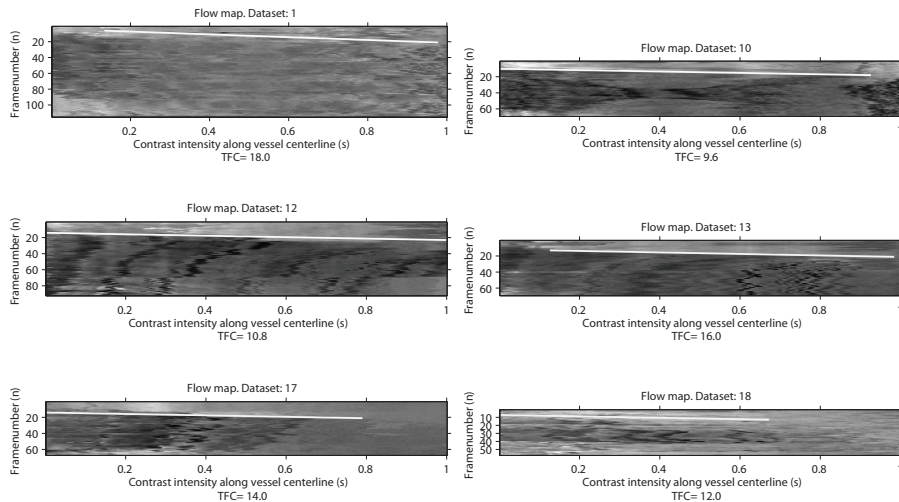 Flow map. Dataset: 1
Framenumber (n)
20
40
60
80
100
0.2 0.4 0.6 0.8 1
Contrast intensity along vessel centerline (s)
TFC= 18.0
Flow map. Dataset: 10
Framenumber (n)
20
40
60
0.2 0.4 0.6 0.8 1
Contrast intensity along vessel centerline (s)
TFC= 9.6
Flow map. Dataset: 12
Framenumber (n)
20
40
60
80
0.2 0.4 0.6 0.8 1
Contrast intensity along vessel centerline (s)
TFC= 10.8
Flow map. Dataset: 13
Framenumber (n)
20
40
60
0.2 0.4 0.6 0.8 1
Contrast intensity along vessel centerline (s)
TFC= 16.0
Flow map. Dataset: 17
Framenumber (n)
20
40
60
0.2 0.4 0.6 0.8 1
Contrast intensity along vessel centerline (s)
TFC= 14.0
Flow map. Dataset: 18
Framenumber (n)
10
20
30
40
50
0.2 0.4 0.6 0.8 1
Contrast intensity along vessel centerline (s)
TFC= 12.0